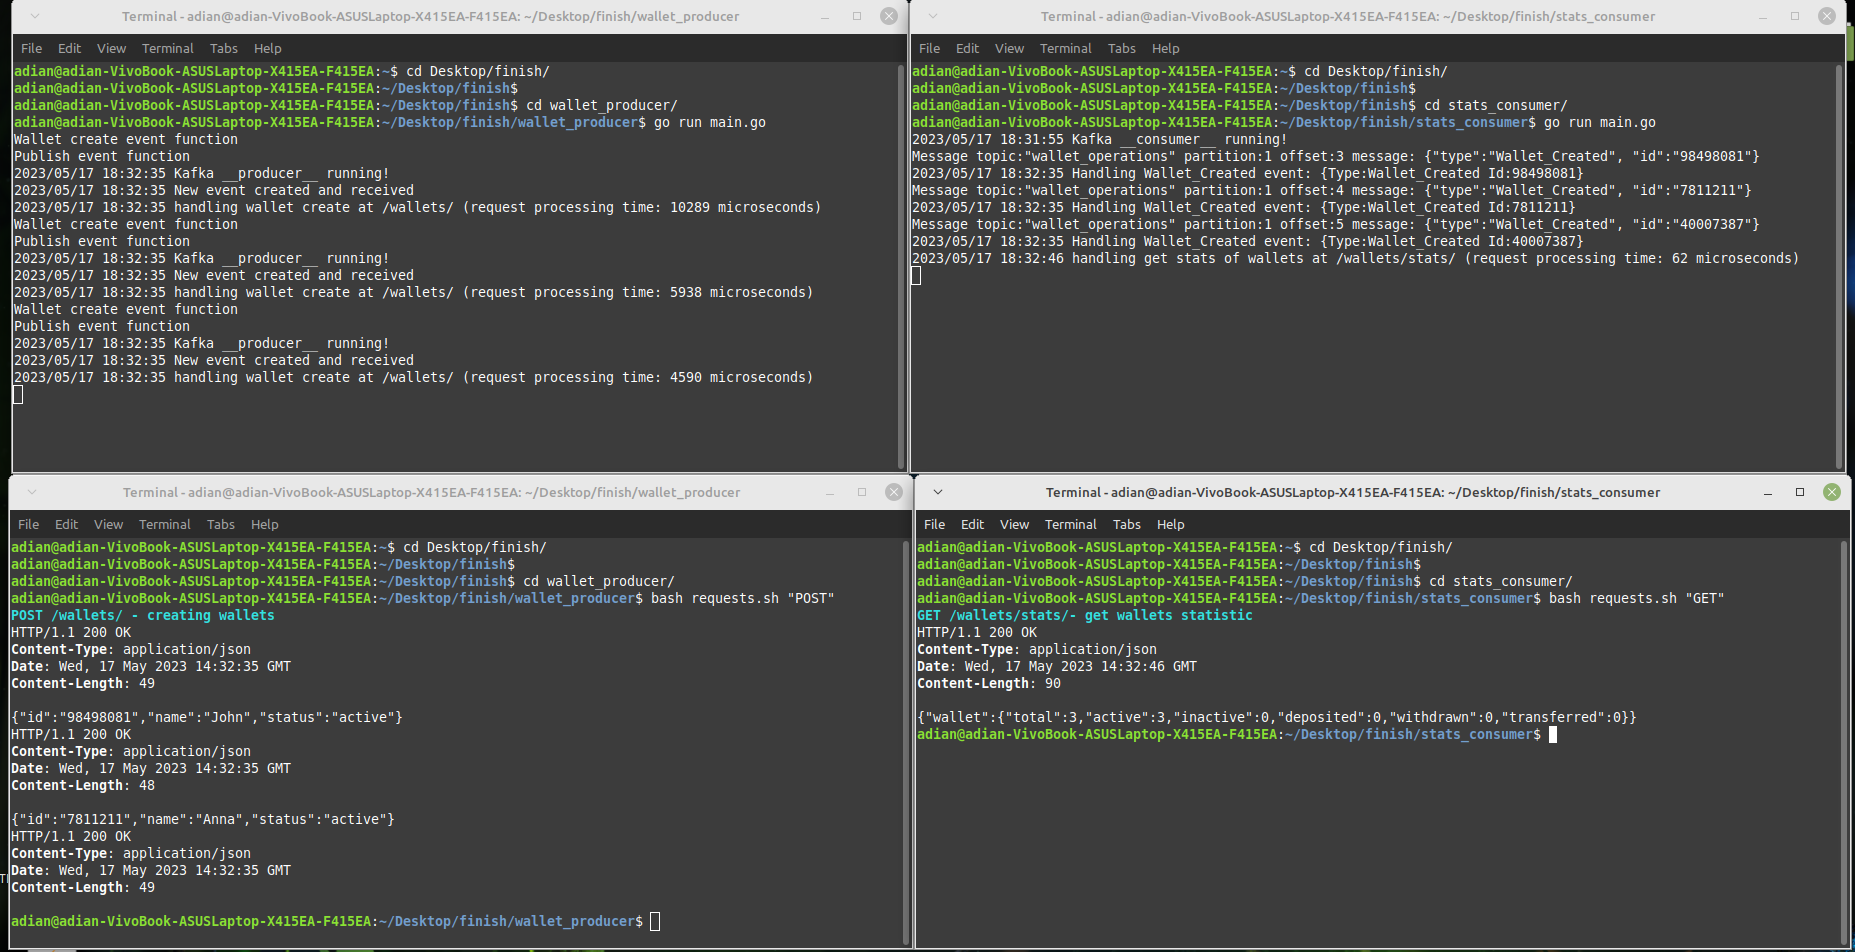 Terminal - adian@adian-VivoBook-ASUSLaptop-X415EA-F415EA: ~/Desktop/finish/wallet_producer
File Edit View Terminal Tabs Help
adian@adian-VivoBook-ASUSLaptop-X415EA-F415EA:~$ cd Desktop/finish/
adian@adian-VivoBook-ASUSLaptop-X415EA-F415EA:~/Desktop/finish$
adian@adian-VivoBook-ASUSLaptop-X415EA-F415EA:~/Desktop/finish$ cd wallet_producer/
adian@adian-VivoBook-ASUSLaptop-X415EA-F415EA:~/Desktop/finish/wallet_producer$ go run main.go
Wallet create event function
Publish event function
2023/05/17 18:32:35 Kafka __producer__ running!
2023/05/17 18:32:35 New event created and received
2023/05/17 18:32:35 handling wallet create at /wallets/ (request processing time: 10289 microseconds)
Wallet create event function
Publish event function
2023/05/17 18:32:35 Kafka __producer__ running!
2023/05/17 18:32:35 New event created and received
2023/05/17 18:32:35 handling wallet create at /wallets/ (request processing time: 5938 microseconds)
Wallet create event function
Publish event function
2023/05/17 18:32:35 Kafka __producer__ running!
2023/05/17 18:32:35 New event created and received
2023/05/17 18:32:35 handling wallet create at /wallets/ (request processing time: 4590 microseconds)
Terminal - adian@adian-VivoBook-ASUSLaptop-X415EA-F415EA: ~/Desktop/finish/stats_consumer
File Edit View Terminal Tabs Help
adian@adian-VivoBook-ASUSLaptop-X415EA-F415EA:~$ cd Desktop/finish/
adian@adian-VivoBook-ASUSLaptop-X415EA-F415EA:~/Desktop/finish$
adian@adian-VivoBook-ASUSLaptop-X415EA-F415EA:~/Desktop/finish$ cd stats_consumer/
adian@adian-VivoBook-ASUSLaptop-X415EA-F415EA:~/Desktop/finish/stats_consumer$ go run main.go
2023/05/17 18:31:55 Kafka __consumer__ running!
Message topic:"wallet_operations" partition:1 offset:3 message: {"type":"Wallet_Created", "id":"98498081"}
2023/05/17 18:32:35 Handling Wallet_Created event: {Type:Wallet_Created Id:98498081}
Message topic:"wallet_operations" partition:1 offset:4 message: {"type":"Wallet_Created", "id":"7811211"}
2023/05/17 18:32:35 Handling Wallet_Created event: {Type:Wallet_Created Id:7811211}
Message topic:"wallet_operations" partition:1 offset:5 message: {"type":"Wallet_Created", "id":"40007387"}
2023/05/17 18:32:35 Handling Wallet_Created event: {Type:Wallet_Created Id:40007387}
2023/05/17 18:32:46 handling get stats of wallets at /wallets/stats/ (request processing time: 62 microseconds)
Terminal - adian@adian-VivoBook-ASUSLaptop-X415EA-F415EA: ~/Desktop/finish/wallet_producer
File Edit View Terminal Tabs Help
adian@adian-VivoBook-ASUSLaptop-X415EA-F415EA:~$ cd Desktop/finish/
adian@adian-VivoBook-ASUSLaptop-X415EA-F415EA:~/Desktop/finish$
adian@adian-VivoBook-ASUSLaptop-X415EA-F415EA:~/Desktop/finish$ cd wallet_producer/
adian@adian-VivoBook-ASUSLaptop-X415EA-F415EA:~/Desktop/finish/wallet_producer$ bash requests.sh "POST"
POST /wallets/ - creating wallets
HTTP/1.1 200 OK
Content-Type: application/json
Date: Wed, 17 May 2023 14:32:35 GMT
Content-Length: 49
{"id":"98498081","name":"John","status":"active"}
HTTP/1.1 200 OK
Content-Type: application/json
Date: Wed, 17 May 2023 14:32:35 GMT
Content-Length: 48
{"id":"7811211","name":"Anna","status":"active"}
HTTP/1.1 200 OK
Content-Type: application/json
Date: Wed, 17 May 2023 14:32:35 GMT
Content-Length: 49
adian@adian-VivoBook-ASUSLaptop-X415EA-F415EA:~/Desktop/finish/wallet_producer$
Terminal - adian@adian-VivoBook-ASUSLaptop-X415EA-F415EA: ~/Desktop/finish/stats_consumer
File Edit View Terminal Tabs Help
adian@adian-VivoBook-ASUSLaptop-X415EA-F415EA:~$ cd Desktop/finish/
adian@adian-VivoBook-ASUSLaptop-X415EA-F415EA:~/Desktop/finish$
adian@adian-VivoBook-ASUSLaptop-X415EA-F415EA:~/Desktop/finish$ cd stats_consumer/
adian@adian-VivoBook-ASUSLaptop-X415EA-F415EA:~/Desktop/finish/stats_consumer$ bash requests.sh "GET"
GET /wallets/stats/- get wallets statistic
HTTP/1.1 200 OK
Content-Type: application/json
Date: Wed, 17 May 2023 14:32:46 GMT
Content-Length: 90
{"wallet":{"total":3,"active":3,"inactive":0,"deposited":0,"withdrawn":0,"transferred":0}}
adian@adian-VivoBook-ASUSLaptop-X415EA-F415EA:~/Desktop/finish/stats_consumer$